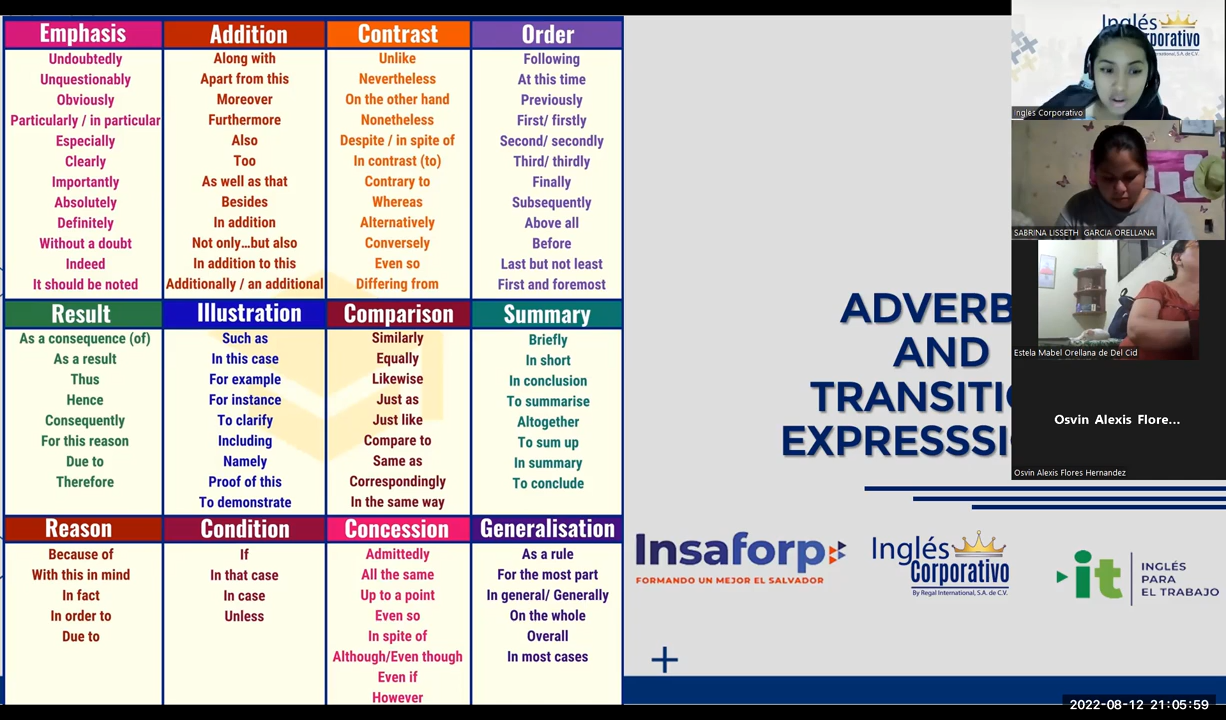 Emphasis
Undoubtedly
Unquestionably
Obviously
Particularly / in particular
Especially
Clearly
Importantly
Absolutely
Definitely
Without a doubt
Indeed
It should be noted
Addition
Along with
Apart from this
Moreover
Furthermore
Also
Too
As well as that
Besides
In addition
Not only...but also
In addition to this
Additionally / an additional
Contrast
Unlike
Nevertheless
On the other hand
Nonetheless
Despite / in spite of
In contrast (to)
Contrary to
Whereas
Alternatively
Conversely
Even so
Differing from
Order
Following
At this time
Previously
First/ firstly
Second/ secondly
Third/ thirdly
Finally
Subsequently
Above all
Before
Last but not least
First and foremost
Result
As a consequence (of)
As a result
Thus
Hence
Consequently
For this reason
Due to
Therefore
Illustration
Such as
In this case
For example
For instance
To clarify
Including
Namely
Proof of this
To demonstrate
Comparison
Similarly
Equally
Likewise
Just as
Just like
Compare to
Same as
Correspondingly
In the same way
Summary
Briefly
In short
In conclusion
To summarise
Altogether
To sum up
In summary
To conclude
Reason
Because of
With this in mind
In fact
In order to
Due to
Condition
If
In that case
In case
Unless
Concession
Admittedly
All the same
Up to a point
Even so
In spite of
Although/Even though
Even if
However
Generalisation
As a rule
For the most part
In general/ Generally
On the whole
Overall
In most cases
ADVERB
AND
TRANSITIO
EXPRESSSI
Insaforp
FORMANDO UN MEJOR EL SALVADOR
Inglés
Corporativo
By Regal International, S.A. de C.V.
it
INGLÉS
PARA
EL TRABAJO
Inglés
orporativo
Ingles Corporativo
SABRINA LISSETH GARCIA ORELLANA
Estela Mabel Orellana de Del Cid
Osvin Alexis Flore...
Osvin Alexis Flores Hernandez
2022-08-12 21:05:59